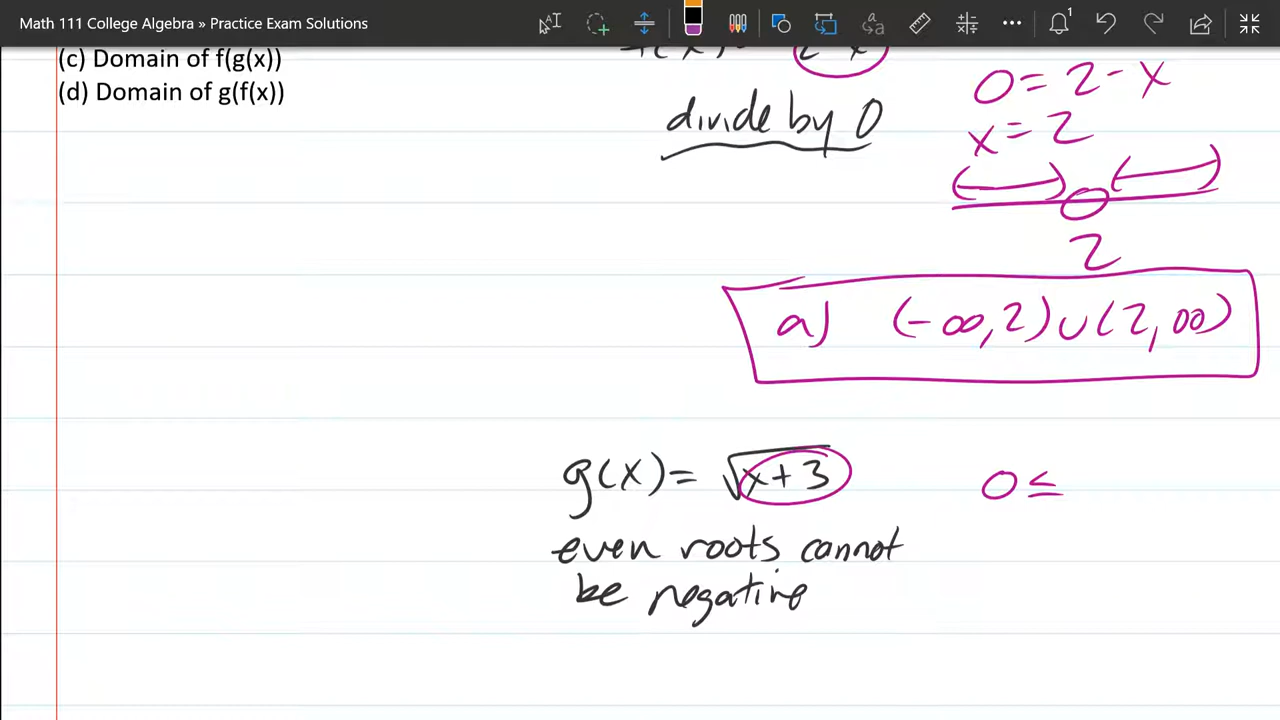 Math 111 College Algebra » Practice Exam Solutions
1
(c) Domain of f(g(x))
(d) Domain of g(f(x))
0 = 2 - x
divide by 0
x = 2
2
a) (-∞, 2) ∪ (2, ∞)
g(x) = √x+3
0 ≤
even roots cannot
be negative